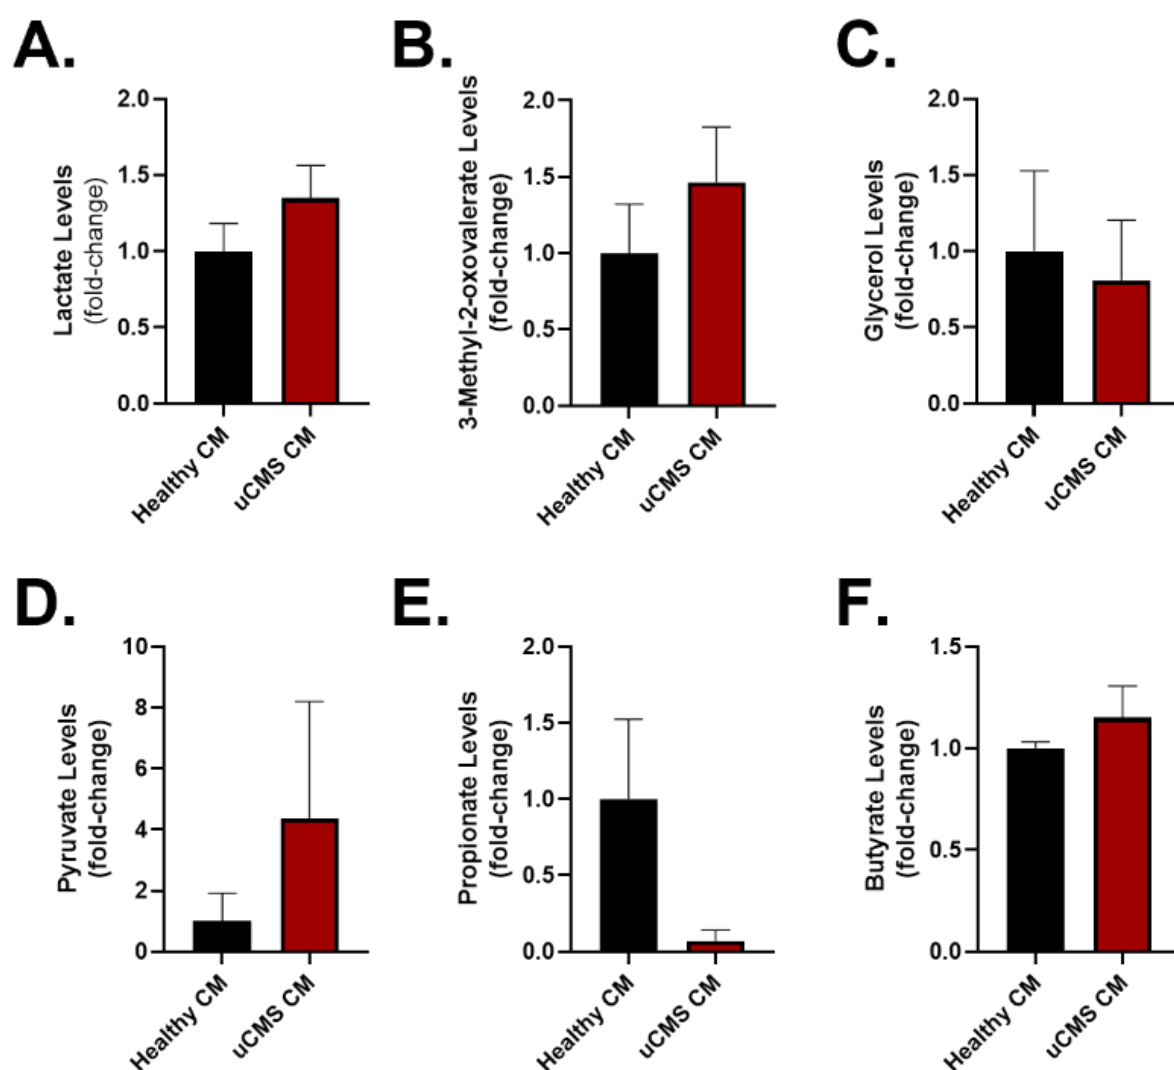 A.
Lactate Levels
(fold-change)
2.0
1.5
1.0
0.5
0.0
Healthy CM
uCMS CM
B.
3-Methyl-2-oxovalerate Levels
(fold-change)
2.0
1.5
1.0
0.5
0.0
Healthy CM
uCMS CM
C.
Glycerol Levels
(fold-change)
2.0
1.5
1.0
0.5
0.0
Healthy CM
uCMS CM
D.
Pyruvate Levels
(fold-change)
10
8
6
4
2
0
Healthy CM
uCMS CM
E.
Propionate Levels
(fold-change)
2.0
1.5
1.0
0.5
0.0
Healthy CM
uCMS CM
F.
Butyrate Levels
(fold-change)
1.5
1.0
0.5
0.0
Healthy CM
uCMS CM